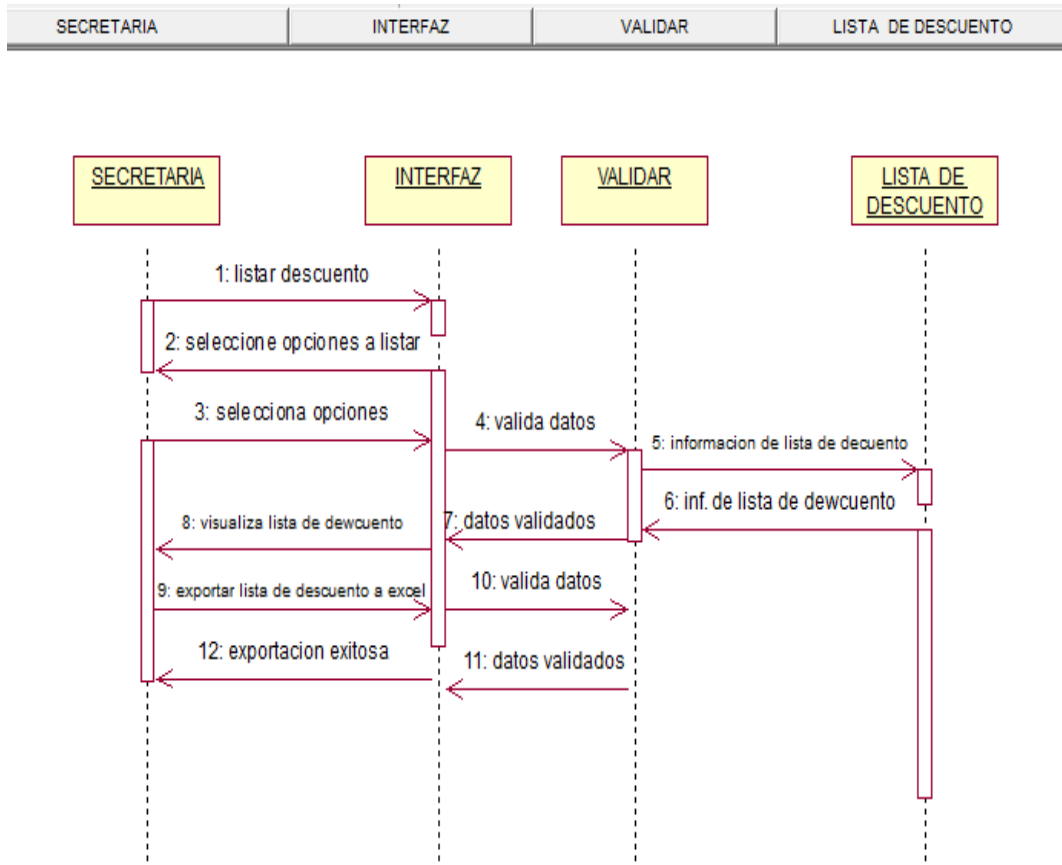 SECRETARIA INTERFAZ VALIDAR LISTA DE DESCUENTO
SECRETARIA
INTERFAZ
VALIDAR
LISTA DE
DESCUENTO
1: listar descuento
2: seleccione opciones a listar
3: selecciona opciones
4: valida datos
5: informacion de lista de decuento
6: inf. de lista de dewcuento
7: datos validados
8: visualiza lista de dewcuento
9: exportar lista de descuento a excel
10: valida datos
11: datos validados
12: exportacion exitosa